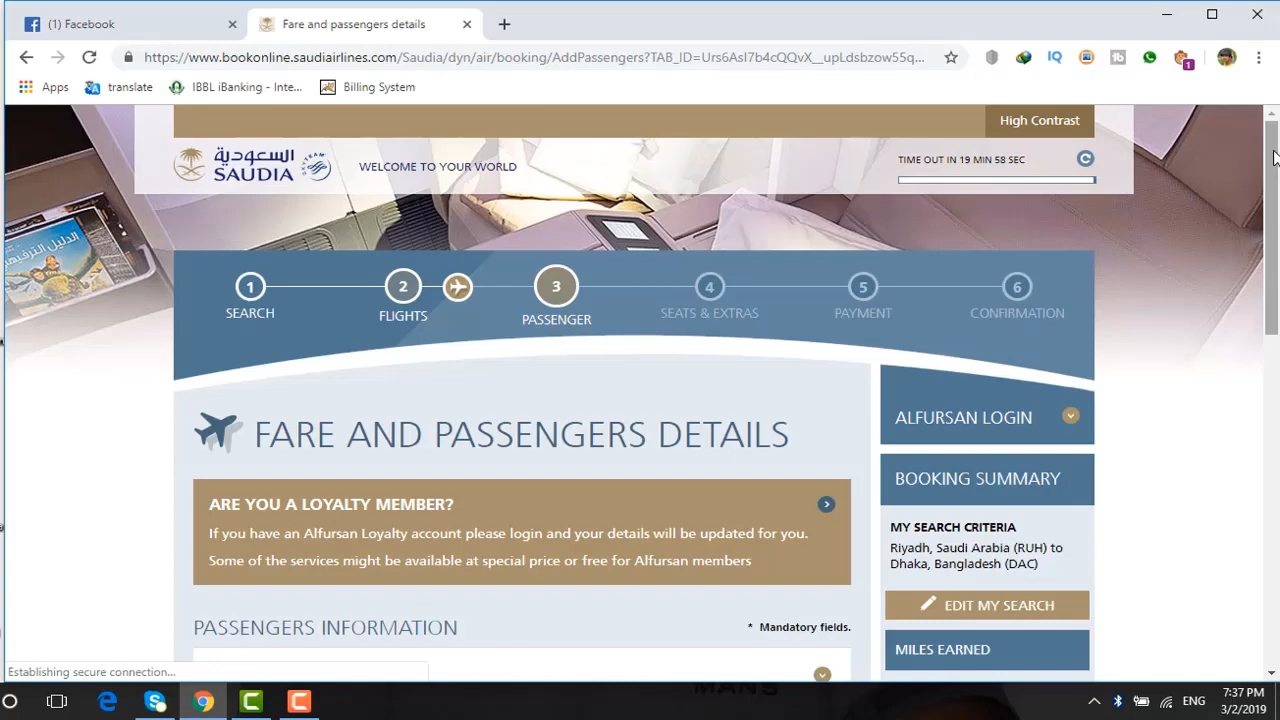 (1) Facebook
Fare and passengers details
https://www.bookonline.saudiairlines.com/Saudia/dyn/air/booking/AddPassengers?TAB_ID=Urs6AsI7b4cQQvX__upLdsbzow55q...
1
Apps
translate
IBBL iBanking - Inte...
Billing System
High Contrast
السعودية
SAUDIA
SKYTEAM
WELCOME TO YOUR WORLD
TIME OUT IN 19 MIN 58 SEC
1
2
3
4
5
6
SEARCH
FLIGHTS
PASSENGER
SEATS & EXTRAS
PAYMENT
CONFIRMATION
FARE AND PASSENGERS DETAILS
ALFURSAN LOGIN
BOOKING SUMMARY
ARE YOU A LOYALTY MEMBER?
If you have an Alfursan Loyalty account please login and your details will be updated for you.
Some of the services might be available at special price or free for Alfursan members
MY SEARCH CRITERIA
Riyadh, Saudi Arabia (RUH) to
Dhaka, Bangladesh (DAC)
EDIT MY SEARCH
PASSENGERS INFORMATION
* Mandatory fields.
MILES EARNED
Establishing secure connection...
ENG
7:37 PM
3/2/2019